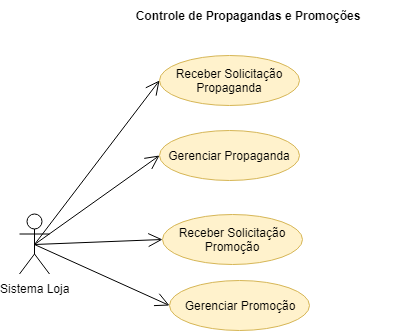 Controle de Propagandas e Promoções
Receber Solicitação
Propaganda
Gerenciar Propaganda
Receber Solicitação
Promoção
Sistema Loja
Gerenciar Promoção